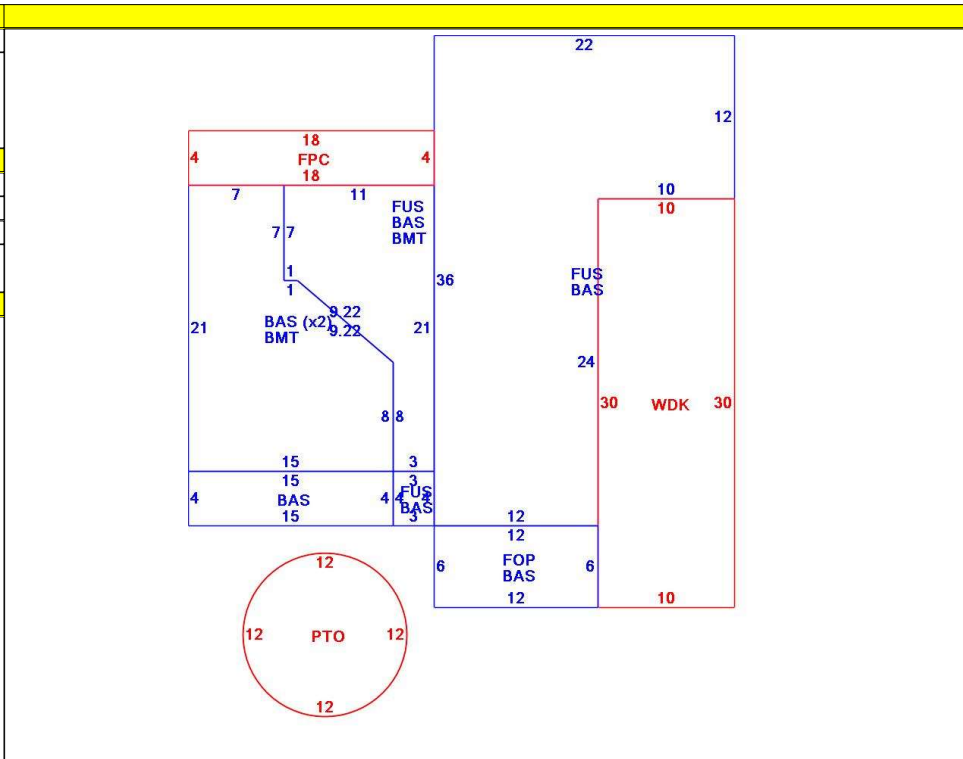 22
12
18
4 FPC 4
18
10
10
7 11
FUS
BAS
BMT
7 7
1
1
36
FUS
BAS
9.22
9.22
BAS (x2)
BMT
21
21
24
30 WDK 30
8 8
15 3
15 3
4 BAS 4 4 4
FUS
BAS
15 3
12
12
6 FOP 6
BAS
12 10
12
12 PTO 12
12